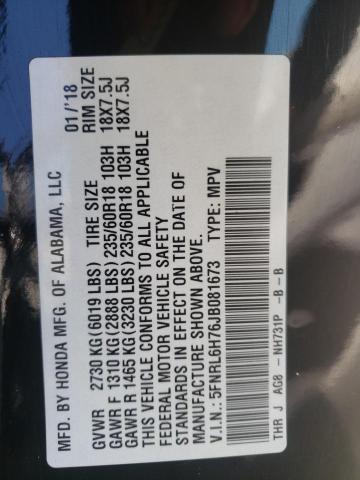 MFD. BY HONDA MFG. OF ALABAMA, LLC 01/'18
GVWR 2730 KG(6019 LBS) TIRE SIZE RIM SIZE
GAWR F 1310 KG(2888 LBS) 235/60R18 103H 18X7.5J
GAWR R 1465 KG(3230 LBS) 235/60R18 103H 18X7.5J
THIS VEHICLE CONFORMS TO ALL APPLICABLE
FEDERAL MOTOR VEHICLE SAFETY
STANDARDS IN EFFECT ON THE DATE OF
MANUFACTURE SHOWN ABOVE.
V.I.N.: 5FNRL6H76JB081673 TYPE: MPV
THR J AG8 -NH731P -B -B